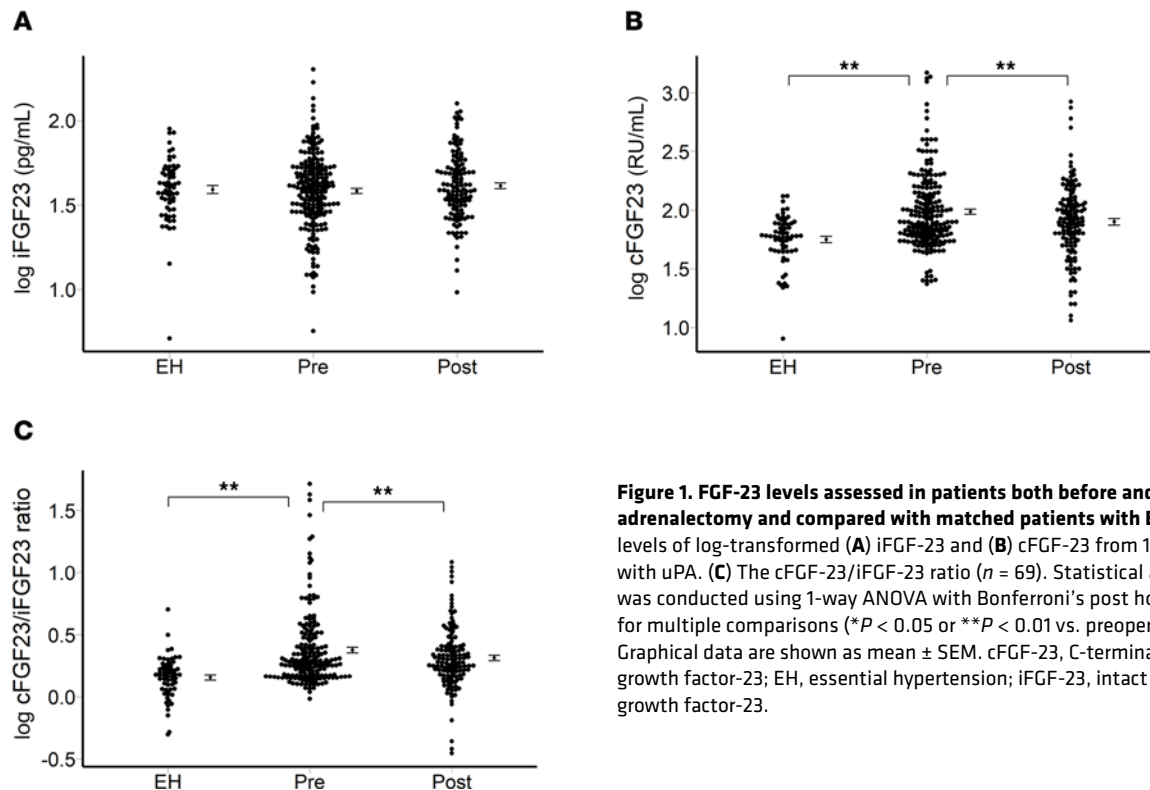 A
log iFGF23 (pg/mL)
2.0
1.5
1.0
EH Pre Post
B
log cFGF23 (RU/mL)
** **
3.0
2.5
2.0
1.5
1.0
EH Pre Post
C
log cFGF23/iFGF23 ratio
** **
1.5
1.0
0.5
0.0
-0.5
EH Pre Post
Figure 1. FGF-23 levels assessed in patients both before and
adrenalectomy and compared with matched patients with
levels of log-transformed (A) iFGF-23 and (B) cFGF-23 from 1
with uPA. (C) The cFGF-23/iFGF-23 ratio (n = 69). Statistical a
was conducted using 1-way ANOVA with Bonferroni's post ho
for multiple comparisons (*P < 0.05 or **P < 0.01 vs. preoper
Graphical data are shown as mean ± SEM. cFGF-23, C-termina
growth factor-23; EH, essential hypertension; iFGF-23, intact
growth factor-23.